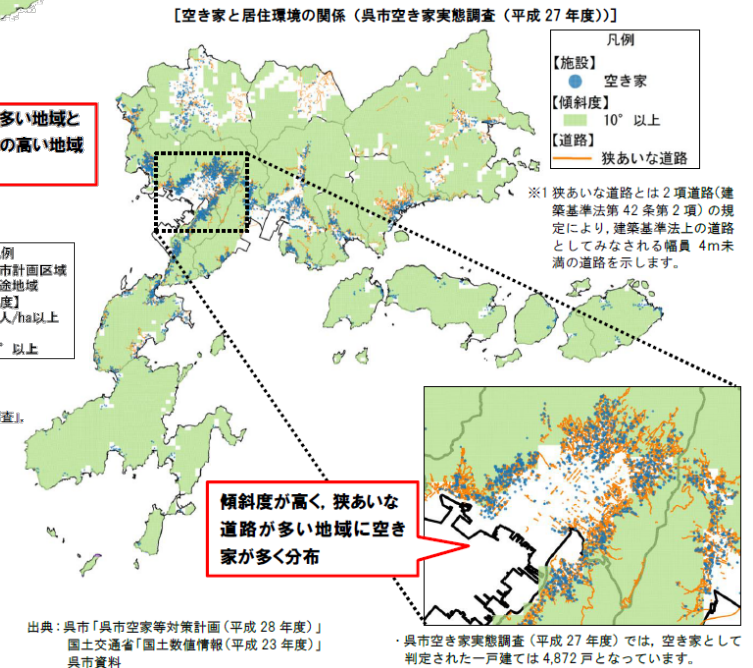 ［空き家と居住環境の関係（呉市空き家実態調査（平成27年度））］
凡例
【施設】
空き家
【傾斜度】
10°以上
【道路】
狭あいな道路
多い地域と
の高い地域
※1 狭あいな道路とは2項道路（建
築基準法第42条第2項）の規
定により，建築基準法上の道路
としてみなされる幅員 4m未
満の道路を示します。
例
市計画区域
途地域
度】
人/ha以上
°以上
査」，
傾斜度が高く，狭あいな
道路が多い地域に空き
家が多く分布
出典：呉市「呉市空家等対策計画（平成28年度）」
国土交通省「国土数値情報（平成23年度）」
呉市資料
・呉市空き家実態調査（平成27年度）では，空き家として
判定された一戸建ては4,872戸となっています。